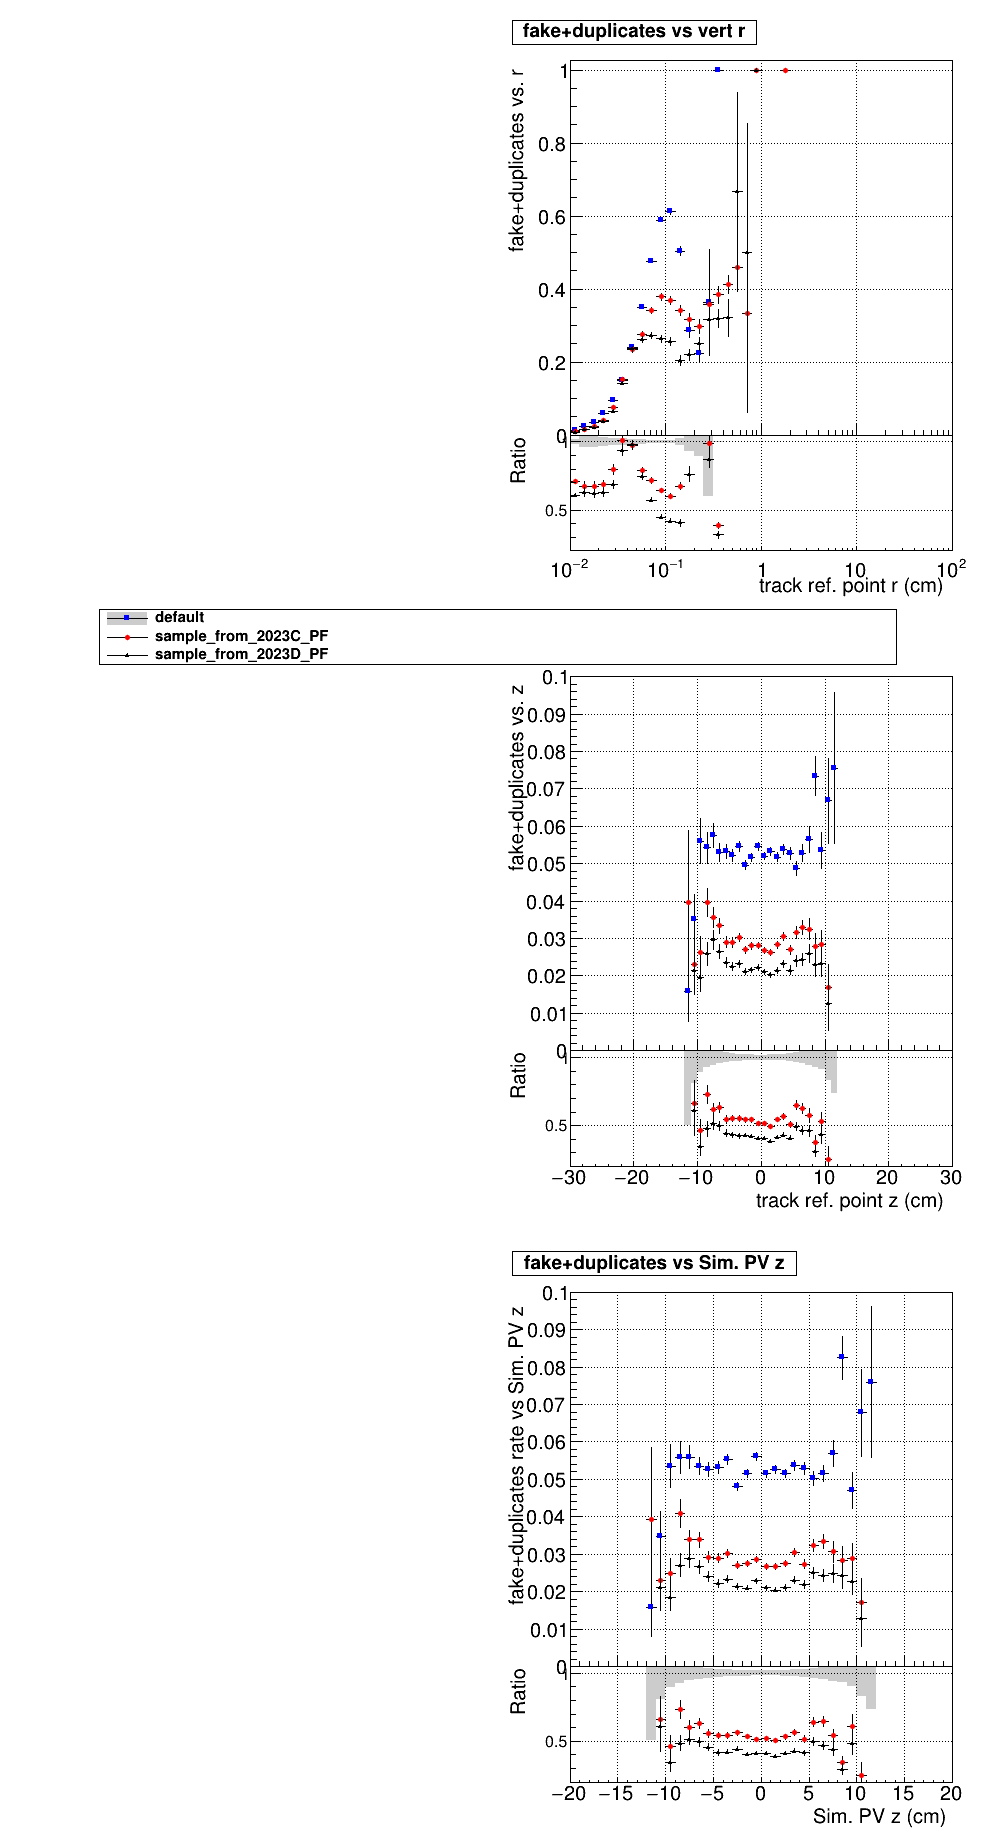 fake+duplicates vs vert r
fake+duplicates vs. r
1
0.8
0.6
0.4
0.2
0
Ratio
1
0.5
10⁻² 10⁻¹ 1 10 10²
track ref. point r (cm)
default
sample_from_2023C_PF
sample_from_2023D_PF
fake+duplicates vs. z
0.1
0.09
0.08
0.07
0.06
0.05
0.04
0.03
0.02
0.01
0
Ratio
1
0.5
−30 −20 −10 0 10 20 30
track ref. point z (cm)
fake+duplicates vs Sim. PV z
fake+duplicates rate vs Sim. PV z
0.1
0.09
0.08
0.07
0.06
0.05
0.04
0.03
0.02
0.01
0
Ratio
1
0.5
−20 −15 −10 −5 0 5 10 15 20
Sim. PV z (cm)